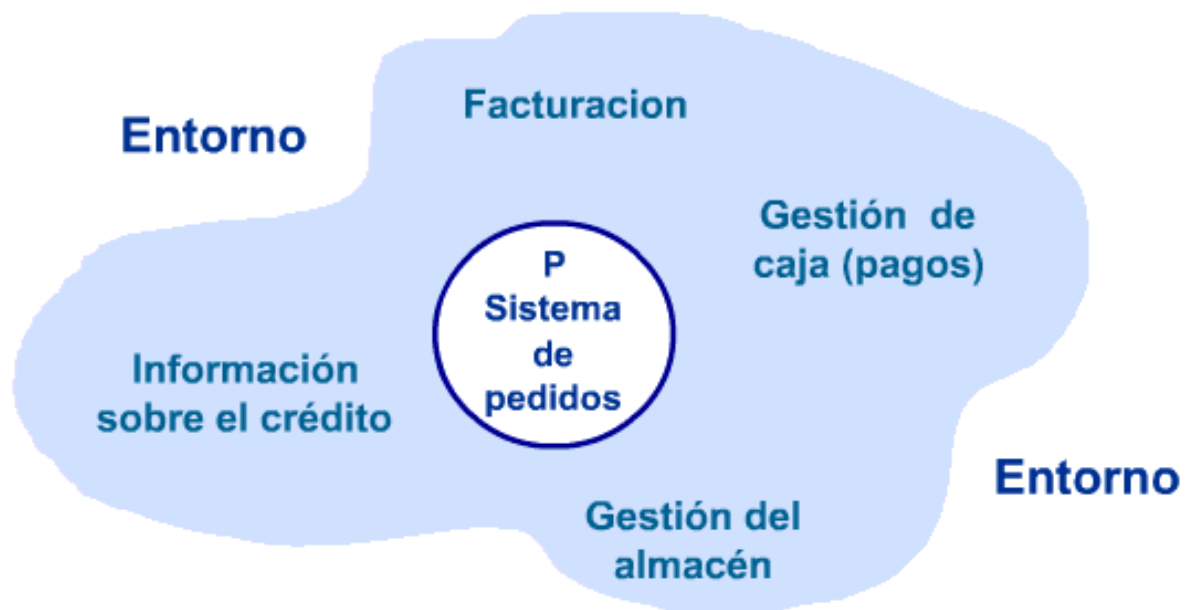 Facturacion
Entorno
Gestión de
caja (pagos)
P
Sistema
de
pedidos
Información
sobre el crédito
Entorno
Gestión del
almacén